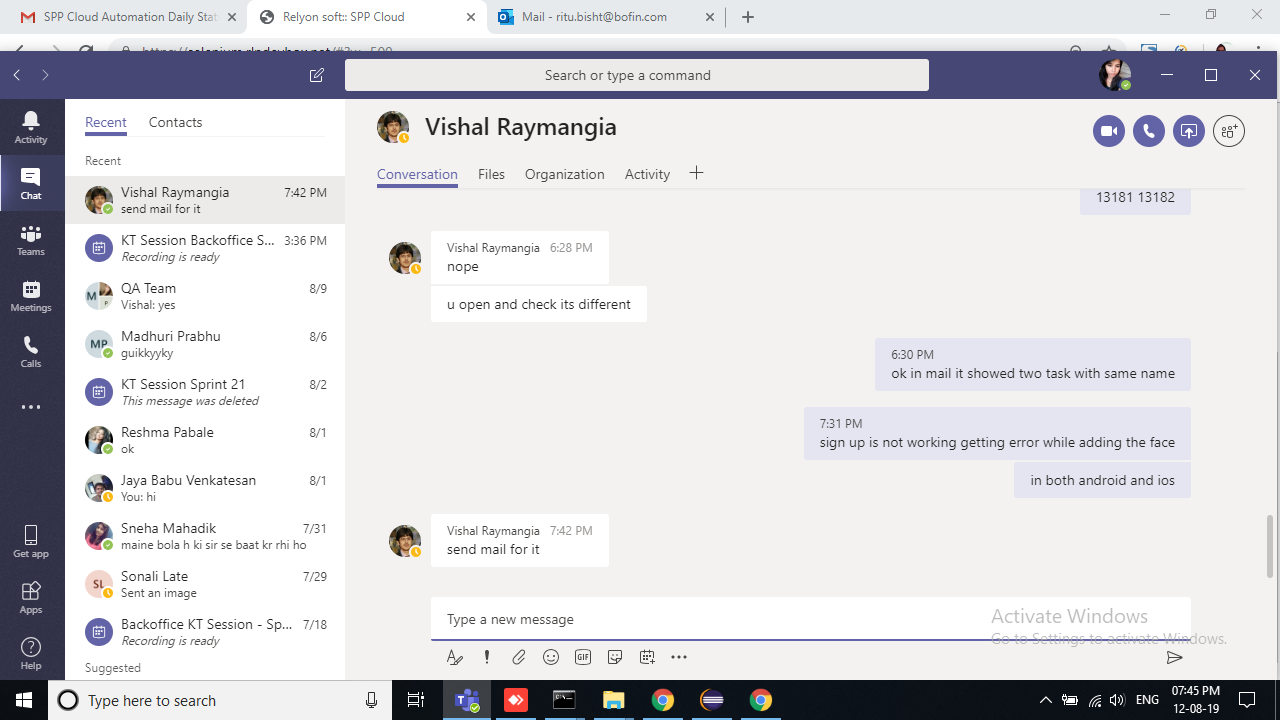 SPP Cloud Automation Daily Stat
Relyon soft:: SPP Cloud
Mail - ritu.bisht@bofin.com
Search or type a command
Activity
Chat
Teams
Meetings
Calls
Get app
Apps
Help
Recent
Contacts
Recent
Vishal Raymangia 7:42 PM
send mail for it
KT Session Backoffice S... 3:36 PM
Recording is ready
QA Team 8/9
Vishal: yes
Madhuri Prabhu 8/6
guikkyyky
KT Session Sprint 21 8/2
This message was deleted
Reshma Pabale 8/1
ok
Jaya Babu Venkatesan 8/1
You: hi
Sneha Mahadik 7/31
maine bola h ki sir se baat kr rhi ho
SL
Sonali Late 7/29
Sent an image
Backoffice KT Session - Sp... 7/18
Recording is ready
Suggested
MP
M
P
Vishal Raymangia
Conversation Files Organization Activity
13181 13182
Vishal Raymangia 6:28 PM
nope
u open and check its different
6:30 PM
ok in mail it showed two task with same name
7:31 PM
sign up is not working getting error while adding the face
in both android and ios
Vishal Raymangia 7:42 PM
send mail for it
Type a new message
GIF
Activate Windows
Go to Settings to activate Windows.
Type here to search
ENG
07:45 PM
12-08-19